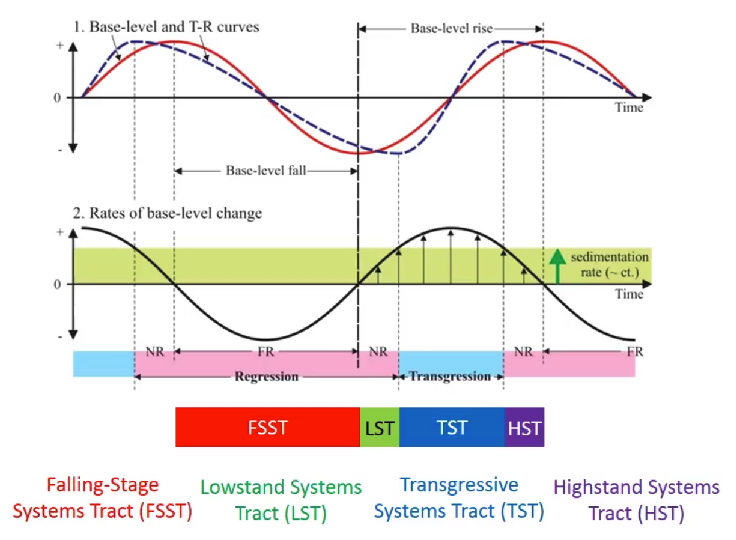 1. Base-level and T-R curves
Base-level rise
+
0
-
Time
Base-level fall
2. Rates of base-level change
+
0
-
sedimentation
rate (~ ct.)
Time
NR
FR
NR
NR
FR
Regression
Transgression
FSST
LST
TST
HST
Falling-Stage
Systems Tract (FSST)
Lowstand Systems
Tract (LST)
Transgressive
Systems Tract (TST)
Highstand Systems
Tract (HST)